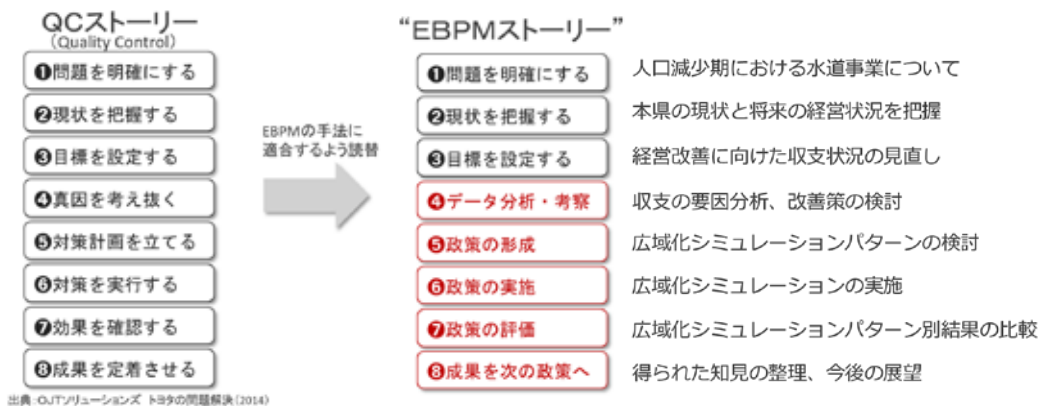 QCストーリー
(Quality Control)
❶問題を明確にする
❷現状を把握する
❸目標を設定する
❹真因を考え抜く
❺対策計画を立てる
❻対策を実行する
❼効果を確認する
❽成果を定着させる
出典:OJTソリューションズ トヨタの問題解決(2014)
EBPMの手法に
適合するよう読替
“EBPMストーリー”
❶問題を明確にする 人口減少期における水道事業について
❷現状を把握する 本県の現状と将来の経営状況を把握
❸目標を設定する 経営改善に向けた収支状況の見直し
❹データ分析・考察 収支の要因分析、改善策の検討
❺政策の形成 広域化シミュレーションパターンの検討
❻政策の実施 広域化シミュレーションの実施
❼政策の評価 広域化シミュレーションパターン別結果の比較
❽成果を次の政策へ 得られた知見の整理、今後の展望